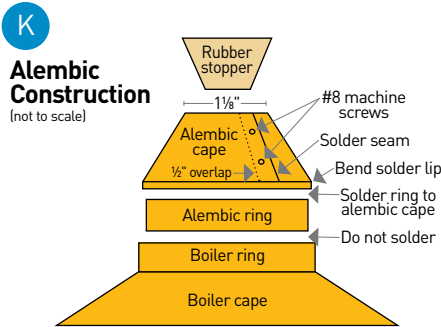 K
Alembic
Construction
(not to scale)
Rubber
stopper
1⅛"
#8 machine
screws
Alembic
cape
Solder seam
½" overlap
Bend solder lip
Solder ring to
alembic cape
Alembic ring
Do not solder
Boiler ring
Boiler cape